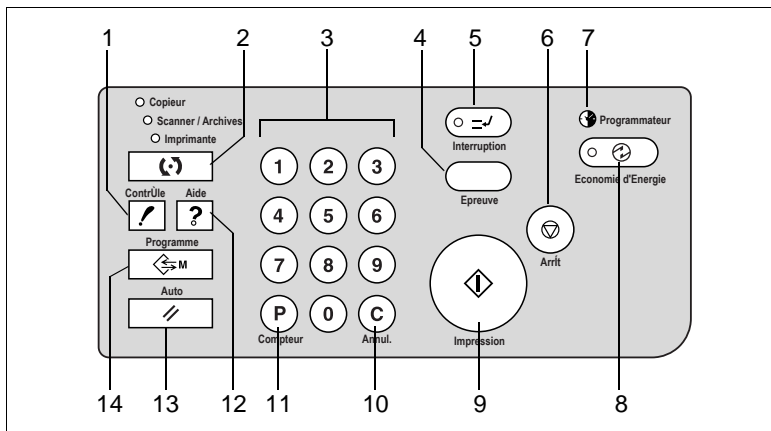 1 2 3 4 5 6 7
Copieur
Scanner / Archives
Imprimante
Programmateur
Interruption
Economie d'Energie
1 2 3
ContrÙle Aide
Epreuve
?
4 5 6
Programme
M
ArrÍt
7 8 9
Auto
P 0 C
Compteur Annul. Impression
14 13 12 11 10 9 8